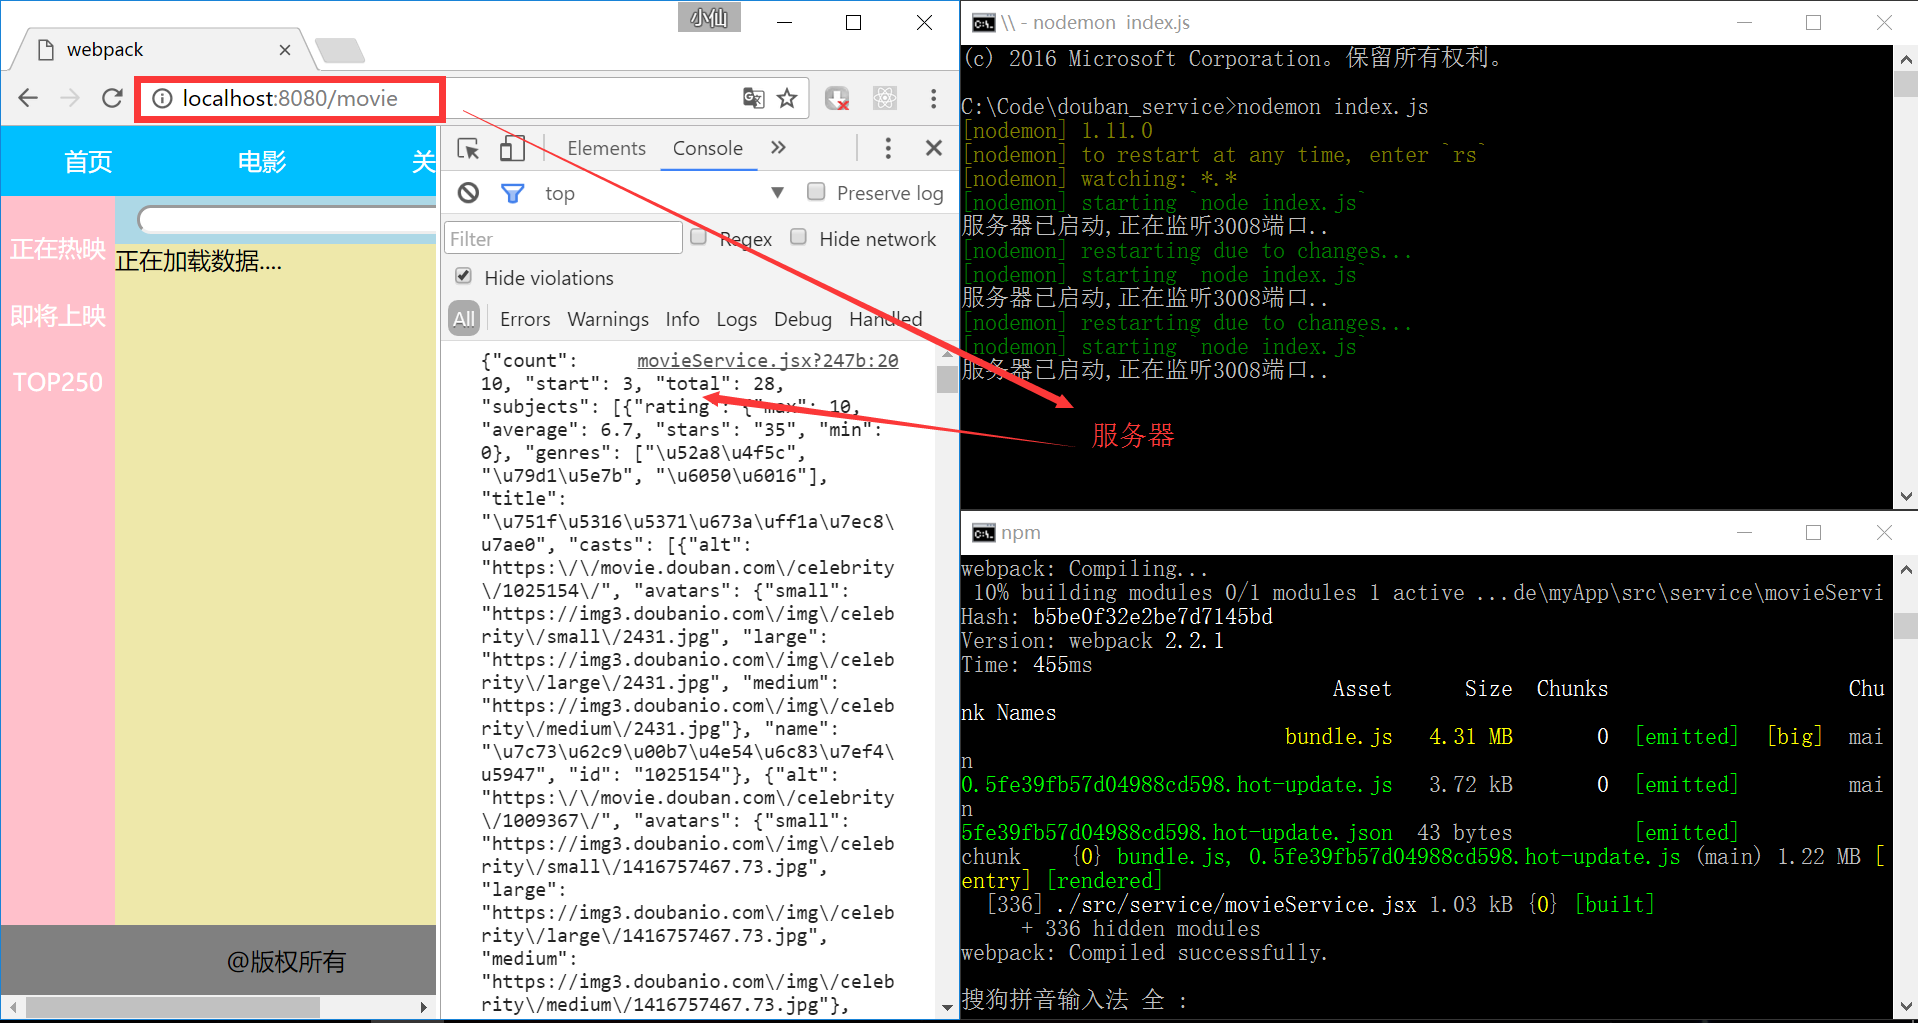 小仙
webpack
localhost:8080/movie
首页 电影 关
正在热映
即将上映
TOP250
正在加载数据....
@版权所有
Elements Console
top Preserve log
Filter Regex Hide network
Hide violations
All Errors Warnings Info Logs Debug Handled
{"count": movieService.jsx?247b:20
10, "start": 3, "total": 28,
"subjects": [{"rating": {"max": 10,
"average": 6.7, "stars": "35", "min":
0}, "genres": ["\u52a8\u4f5c",
"\u79d1\u5e7b", "\u6050\u6016"],
"title":
"\u751f\u5316\u5371\u673a\uff1a\u7ec8\
u7ae0", "casts": [{"alt":
"https:\/\/movie.douban.com\/celebrity
\/1025154\/", "avatars": {"small":
"https://img3.doubanio.com\/img\/celeb
rity\/small\/2431.jpg", "large":
"https://img3.doubanio.com\/img\/celeb
rity\/large\/2431.jpg", "medium":
"https://img3.doubanio.com\/img\/celeb
rity\/medium\/2431.jpg"}, "name":
"\u7c73\u62c9\u00b7\u4e54\u6c83\u7ef4\
u5947", "id": "1025154"}, {"alt":
"https:\/\/movie.douban.com\/celebrity
\/1009367\/", "avatars": {"small":
"https://img3.doubanio.com\/img\/celeb
rity\/small\/1416757467.73.jpg",
"large":
"https://img3.doubanio.com\/img\/celeb
rity\/large\/1416757467.73.jpg",
"medium":
"https://img3.doubanio.com\/img\/celeb
rity\/medium\/1416757467.73.jpg"},
\\ - nodemon index.js
(c) 2016 Microsoft Corporation。保留所有权利。
C:\Code\douban_service>nodemon index.js
[nodemon] 1.11.0
[nodemon] to restart at any time, enter `rs`
[nodemon] watching: *.*
[nodemon] starting `node index.js`
服务器已启动,正在监听3008端口..
[nodemon] restarting due to changes...
[nodemon] starting `node index.js`
服务器已启动,正在监听3008端口..
[nodemon] restarting due to changes...
[nodemon] starting `node index.js`
服务器已启动,正在监听3008端口..
服务器
npm
webpack: Compiling...
10% building modules 0/1 modules 1 active ...de\myApp\src\service\movieServi
Hash: b5be0f32e2be7d7145bd
Version: webpack 2.2.1
Time: 455ms
Asset Size Chunks Chu
nk Names
bundle.js 4.31 MB 0 [emitted] [big] mai
n
0.5fe39fb57d04988cd598.hot-update.js 3.72 kB 0 [emitted] mai
n
5fe39fb57d04988cd598.hot-update.json 43 bytes [emitted]
chunk {0} bundle.js, 0.5fe39fb57d04988cd598.hot-update.js (main) 1.22 MB [
entry] [rendered]
[336] ./src/service/movieService.jsx 1.03 kB {0} [built]
+ 336 hidden modules
webpack: Compiled successfully.
搜狗拼音输入法 全 :